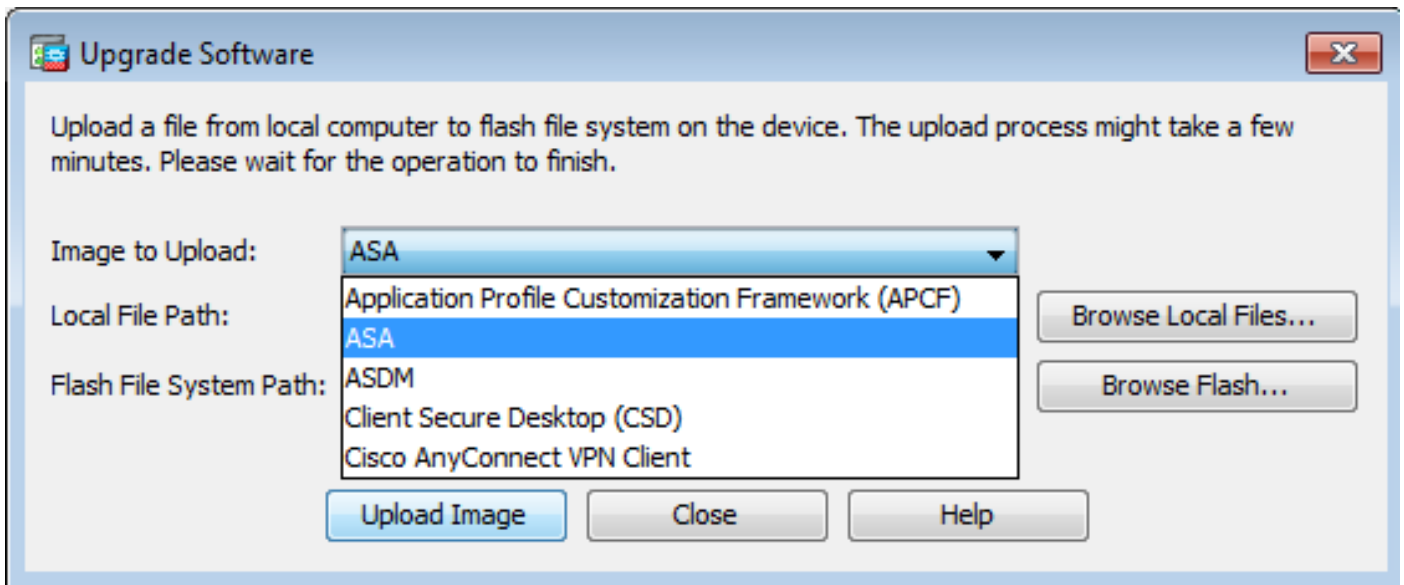 Upgrade Software
Upload a file from local computer to flash file system on the device. The upload process might take a few
minutes. Please wait for the operation to finish.
Image to Upload:
ASA
Application Profile Customization Framework (APCF)
Local File Path:
Browse Local Files...
ASA
Flash File System Path:
ASDM
Browse Flash...
Client Secure Desktop (CSD)
Cisco AnyConnect VPN Client
Upload Image
Close
Help